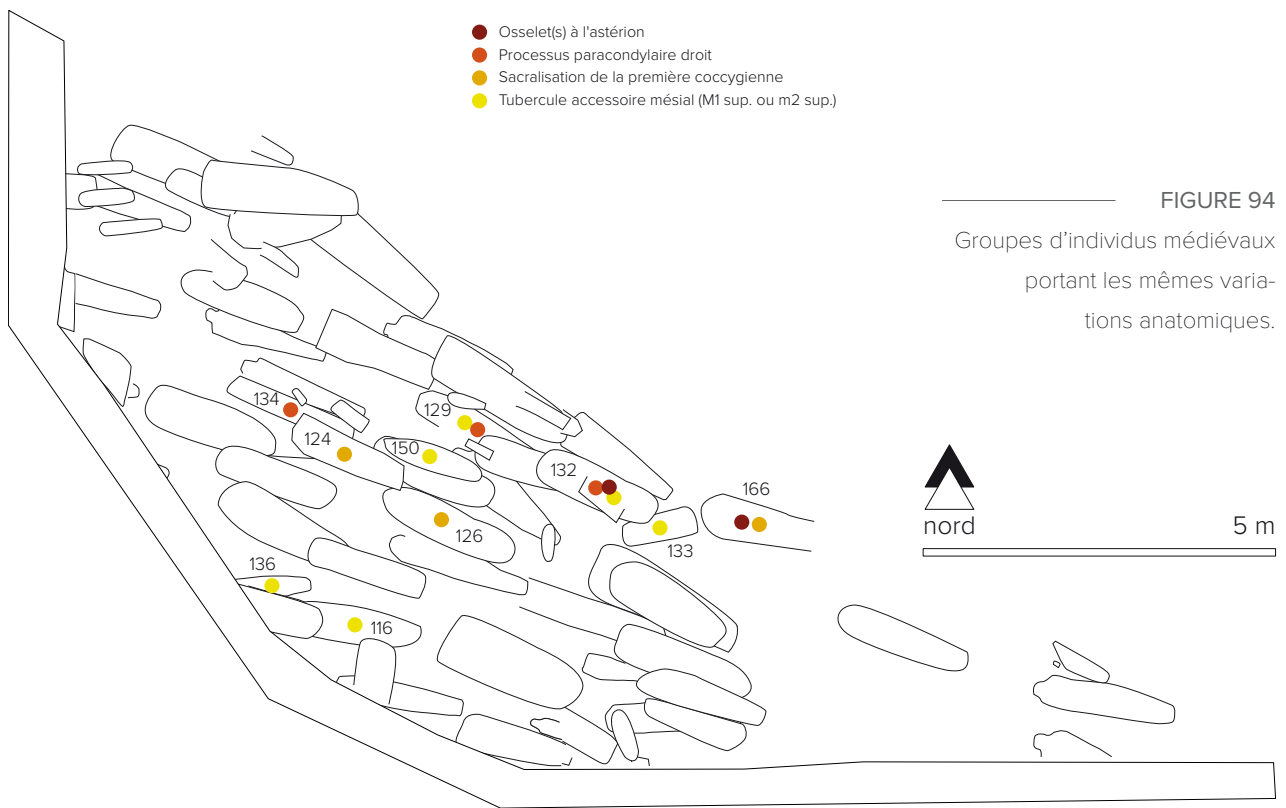 Osselet(s) à l'astérion
Processus paracondylaire droit
Sacralisation de la première coccygienne
Tubercule accessoire mésial (M1 sup. ou m2 sup.)
FIGURE 94
Groupes d’individus médiévaux
portant les mêmes varia-
tions anatomiques.
134
129
124
150
132
166
126
133
136
116
nord
5 m